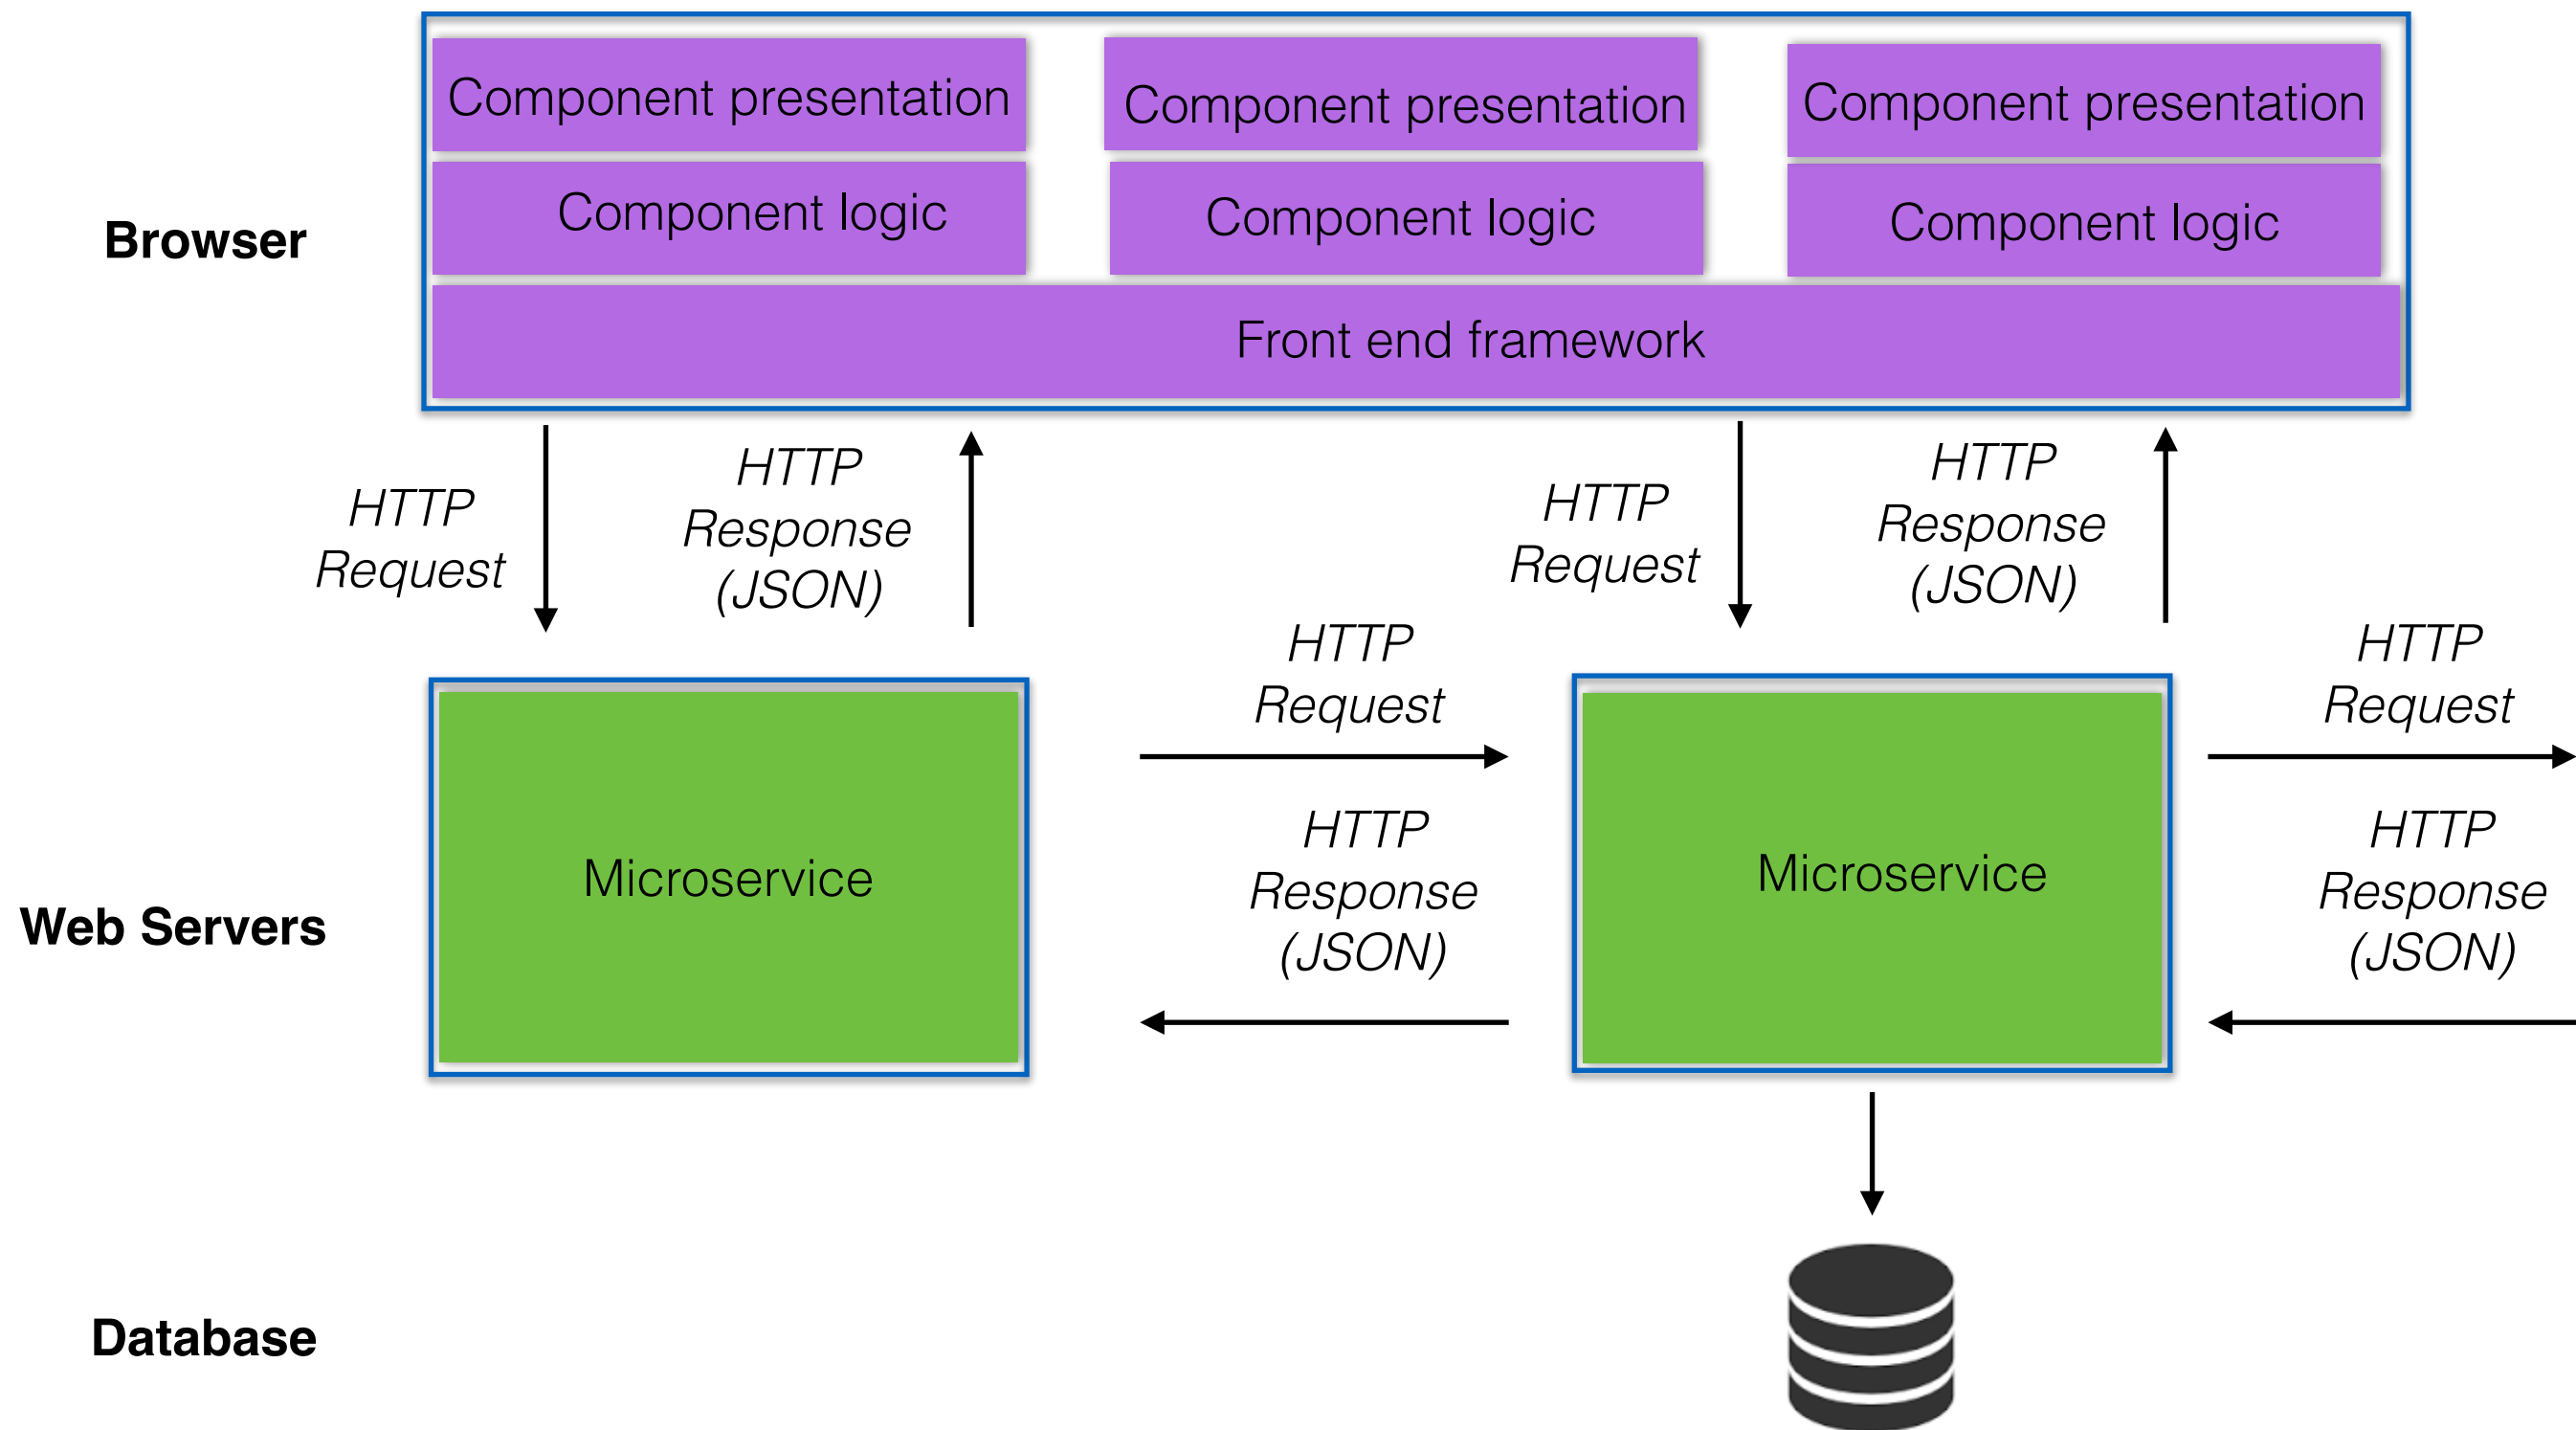 Component presentation
Component presentation
Component presentation
Component logic
Component logic
Component logic
Browser
Front end framework
HTTP
Request
HTTP
Response
(JSON)
HTTP
Request
HTTP
Response
(JSON)
HTTP
Request
HTTP
Request
Microservice
HTTP
Response
(JSON)
Microservice
HTTP
Response
(JSON)
Web Servers
Database